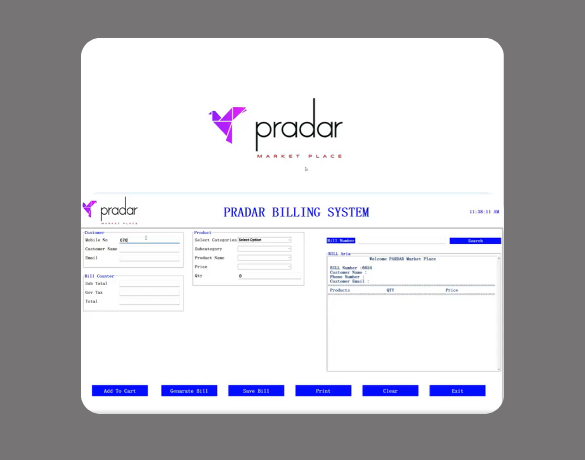 pradar
MARKET PLACE
pradar
PRADAR BILLING SYSTEM
11:38:11 AM
Customer
Mobile No
Customer Name
Email
Product
Select Categories Select Option
Subcategory
Product Name
Price
Qty 0
Bill Number
Search
BILL Area
Welcome PRADAR Market Place
BILL Number :
Customer Name :
Phone Number :
Customer Email :
Products QTY Price
Bill Counter
Sub Total
Gov Tax
Total
Add To Cart
Generate Bill
Save Bill
Print
Clear
Exit